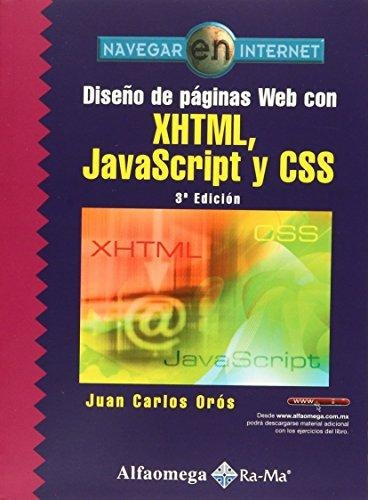 NAVEGAR en INTERNET
Diseño de páginas Web con
XHTML,
JavaScript y CSS
3ª Edición
XHTML
CSS
@
JavaScript
Juan Carlos Orós
www
Desde www.alfaomega.com.mx
podrá descargarse material adicional
con los ejercicios del libro.
Alfaomega Ra-Ma®